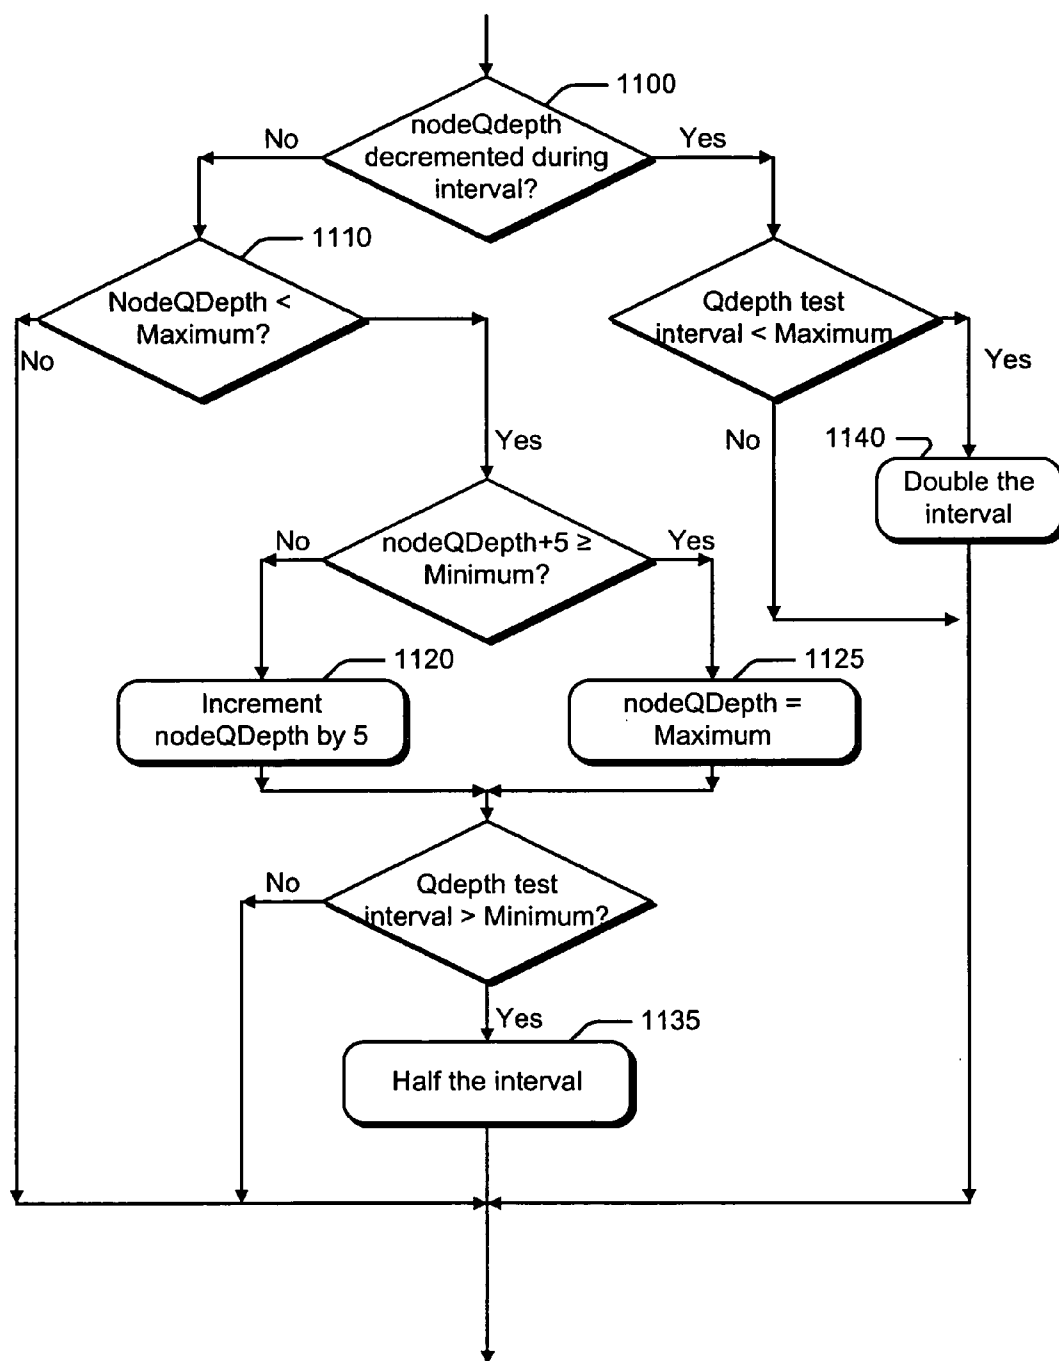 1100
nodeQdepth
decremented during
interval?
No
Yes
1110
NodeQDepth <
Maximum?
No
Yes
Qdepth test
interval < Maximum
Yes
No
1140
Double the
interval
nodeQDepth+5 ≥
Minimum?
No
Yes
1120
Increment
nodeQDepth by 5
1125
nodeQDepth =
Maximum
Qdepth test
interval > Minimum?
No
Yes
1135
Half the interval